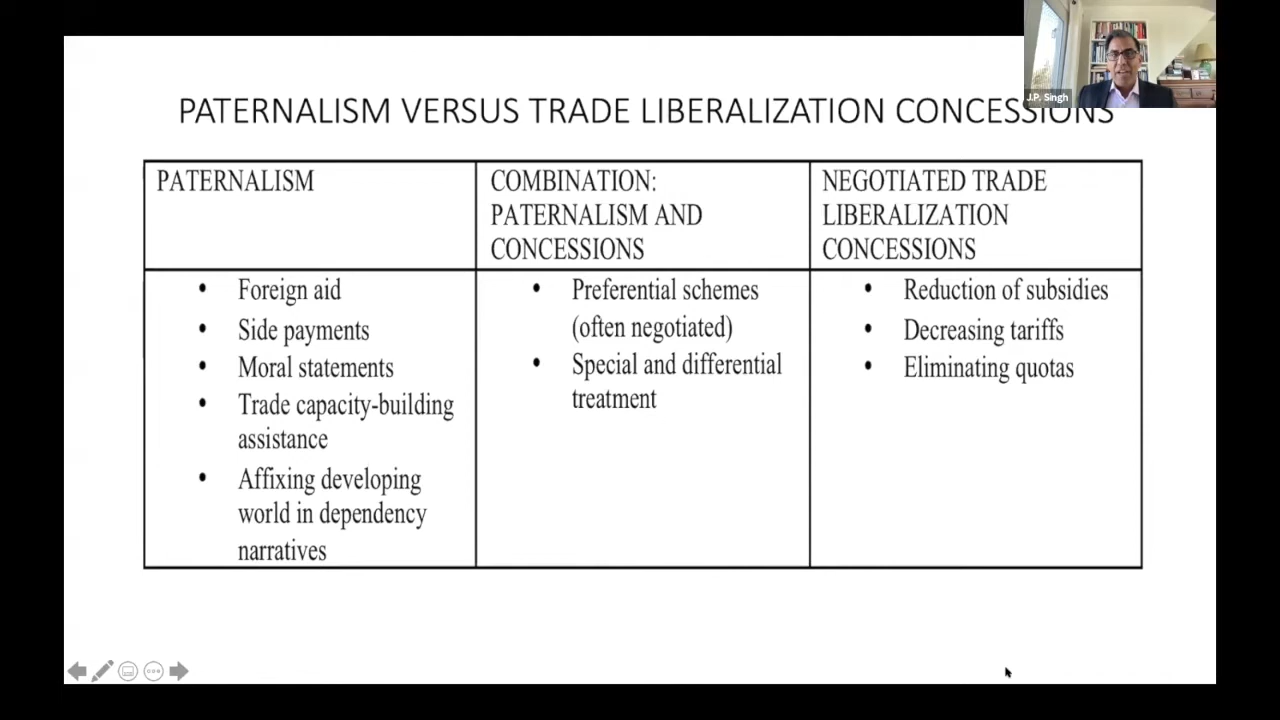 J.P. Singh
PATERNALISM VERSUS TRADE LIBERALIZATION CONCESSIONS
PATERNALISM
COMBINATION:
PATERNALISM AND
CONCESSIONS
NEGOTIATED TRADE
LIBERALIZATION
CONCESSIONS
• Foreign aid
• Side payments
• Moral statements
• Trade capacity-building
assistance
• Affixing developing
world in dependency
narratives
• Preferential schemes
(often negotiated)
• Special and differential
treatment
• Reduction of subsidies
• Decreasing tariffs
• Eliminating quotas